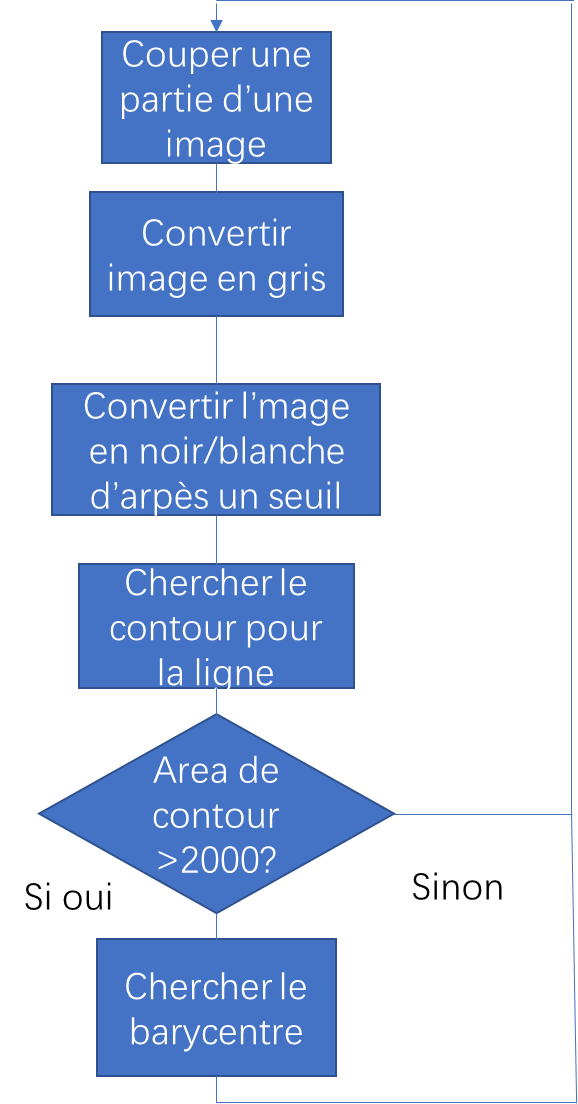 Couper une
partie d’une
image
Convertir
image en gris
Convertir l’mage
en noir/blanche
d’arpès un seuil
Chercher le
contour pour
la ligne
Area de
contour
>2000?
Si oui
Sinon
Chercher le
barycentre